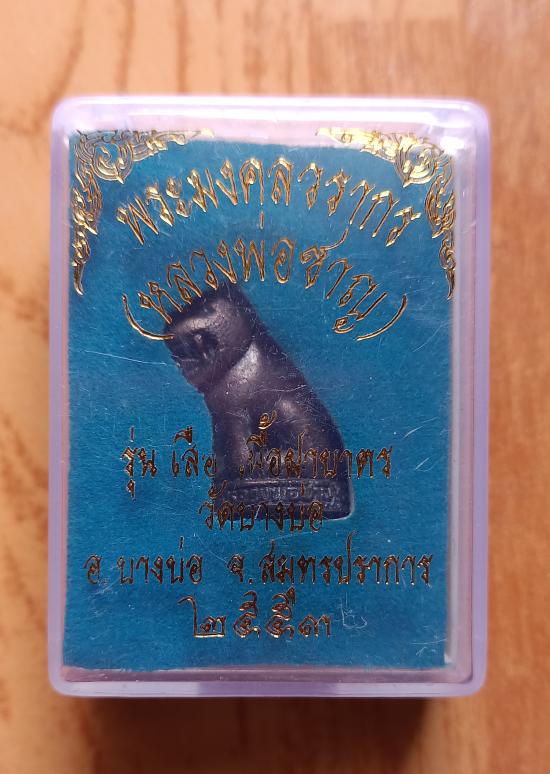 พระมงคลวรากร
(หลวงพ่อชาญ)
รุ่น เสือ เนื้อฝาบาตร
วัดบางบ่อ
อ.บางบ่อ จ.สมุทรปราการ
๒๕๕๓